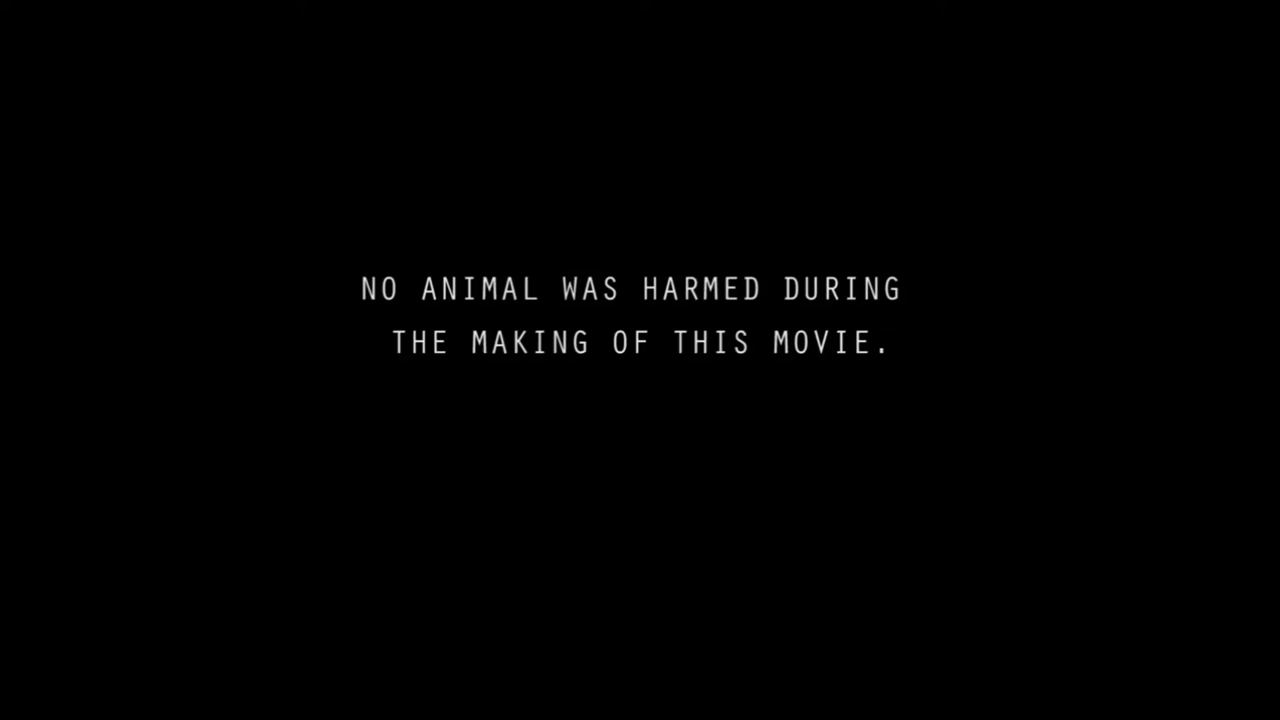 NO ANIMAL WAS HARMED DURING
THE MAKING OF THIS MOVIE.